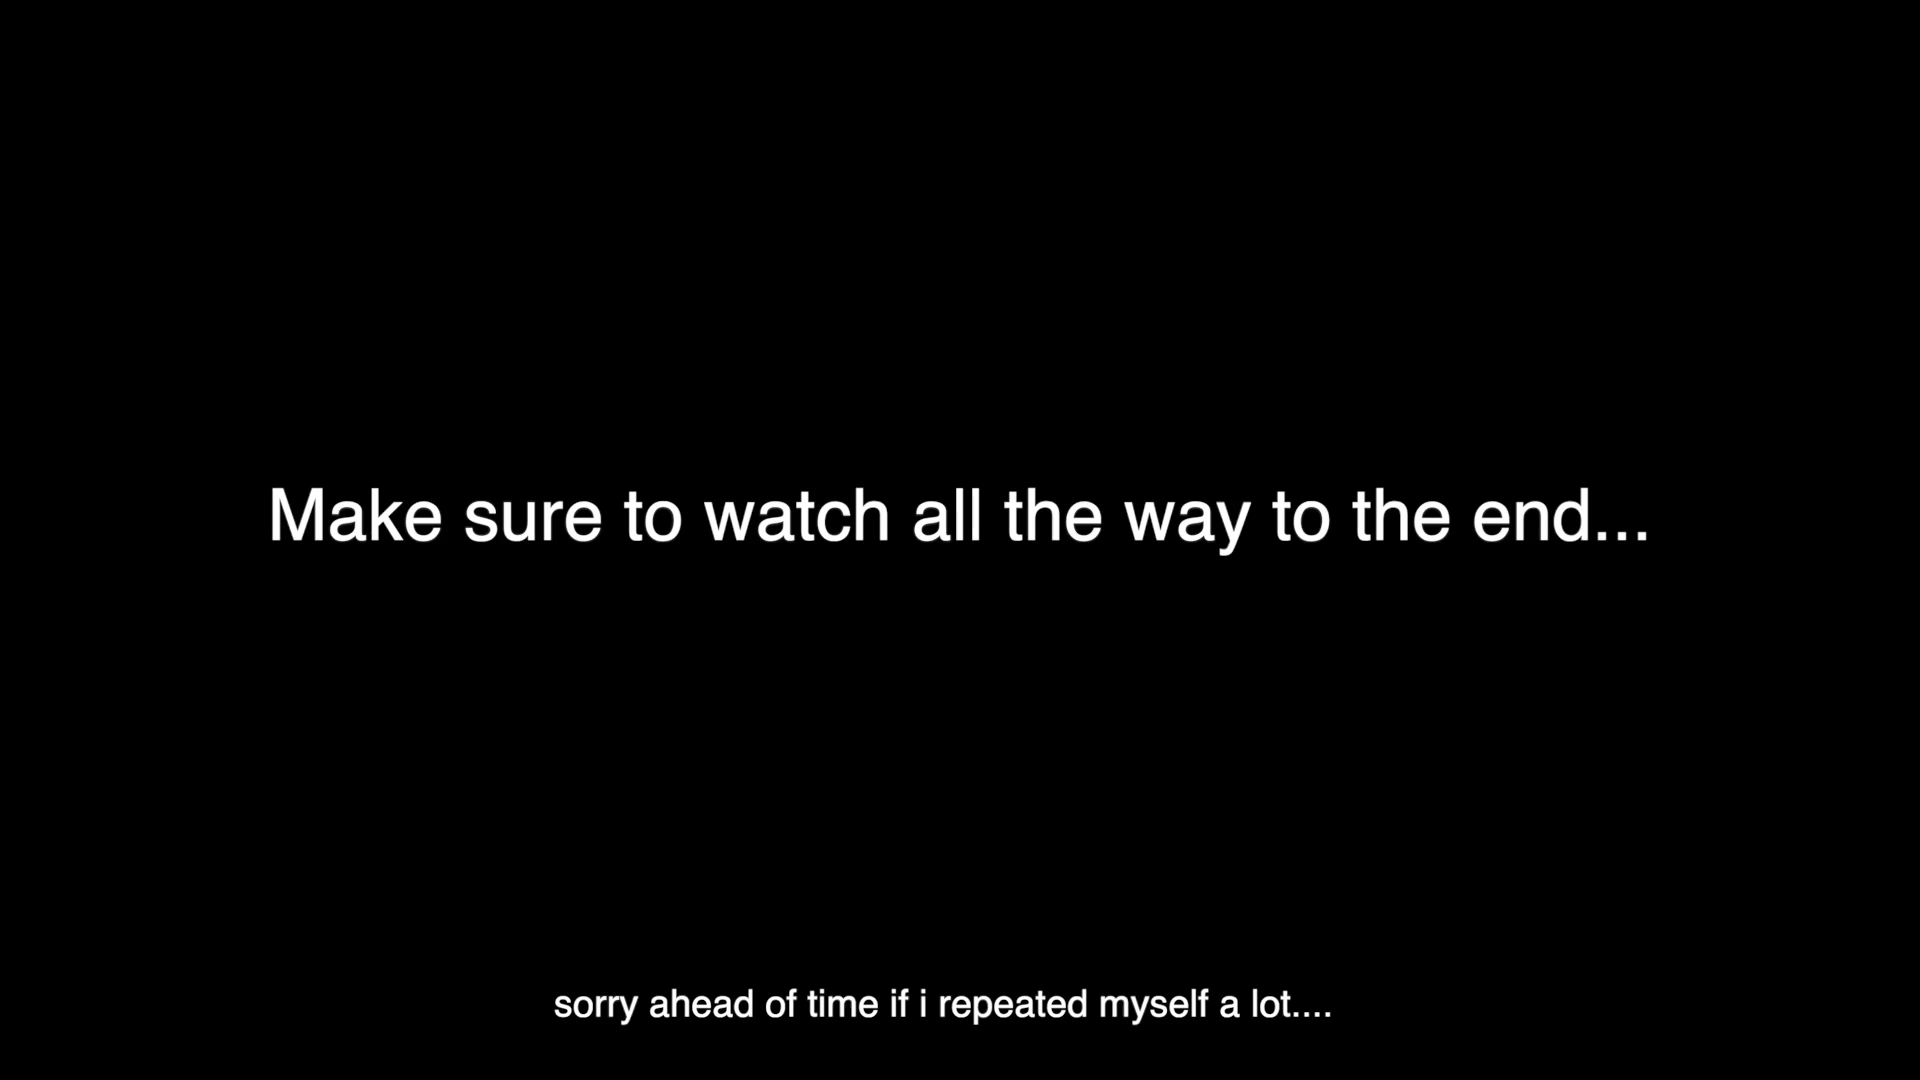 Make sure to watch all the way to the end...
sorry ahead of time if i repeated myself a lot....